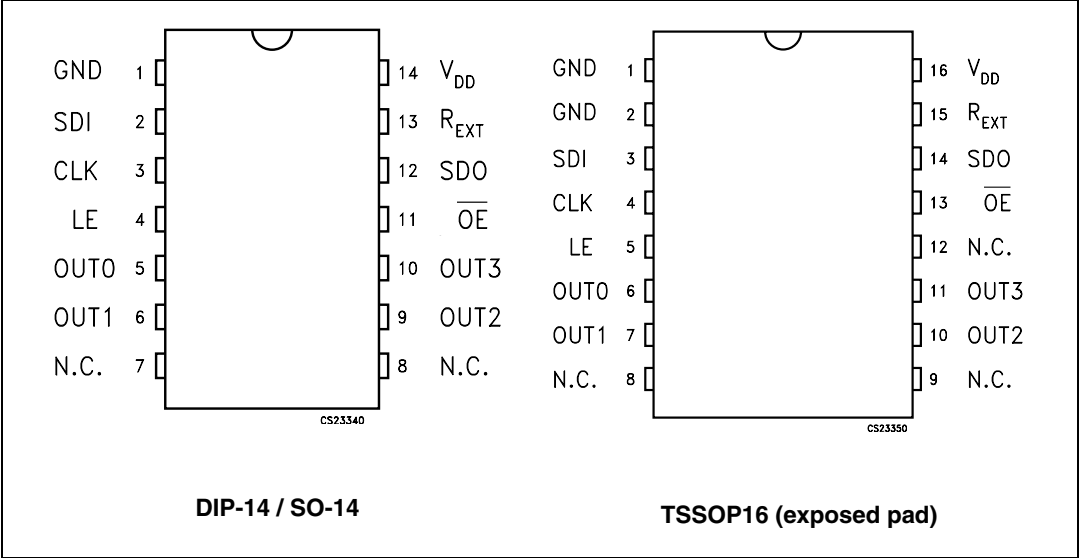 GND 1 14 VDD
SDI 2 13 REXT
CLK 3 12 SDO
LE 4 11 OE
OUT0 5 10 OUT3
OUT1 6 9 OUT2
N.C. 7 8 N.C.
CS23340
DIP-14 / SO-14
GND 1 16 VDD
GND 2 15 REXT
SDI 3 14 SDO
CLK 4 13 OE
LE 5 12 N.C.
OUT0 6 11 OUT3
OUT1 7 10 OUT2
N.C. 8 9 N.C.
CS23350
TSSOP16 (exposed pad)